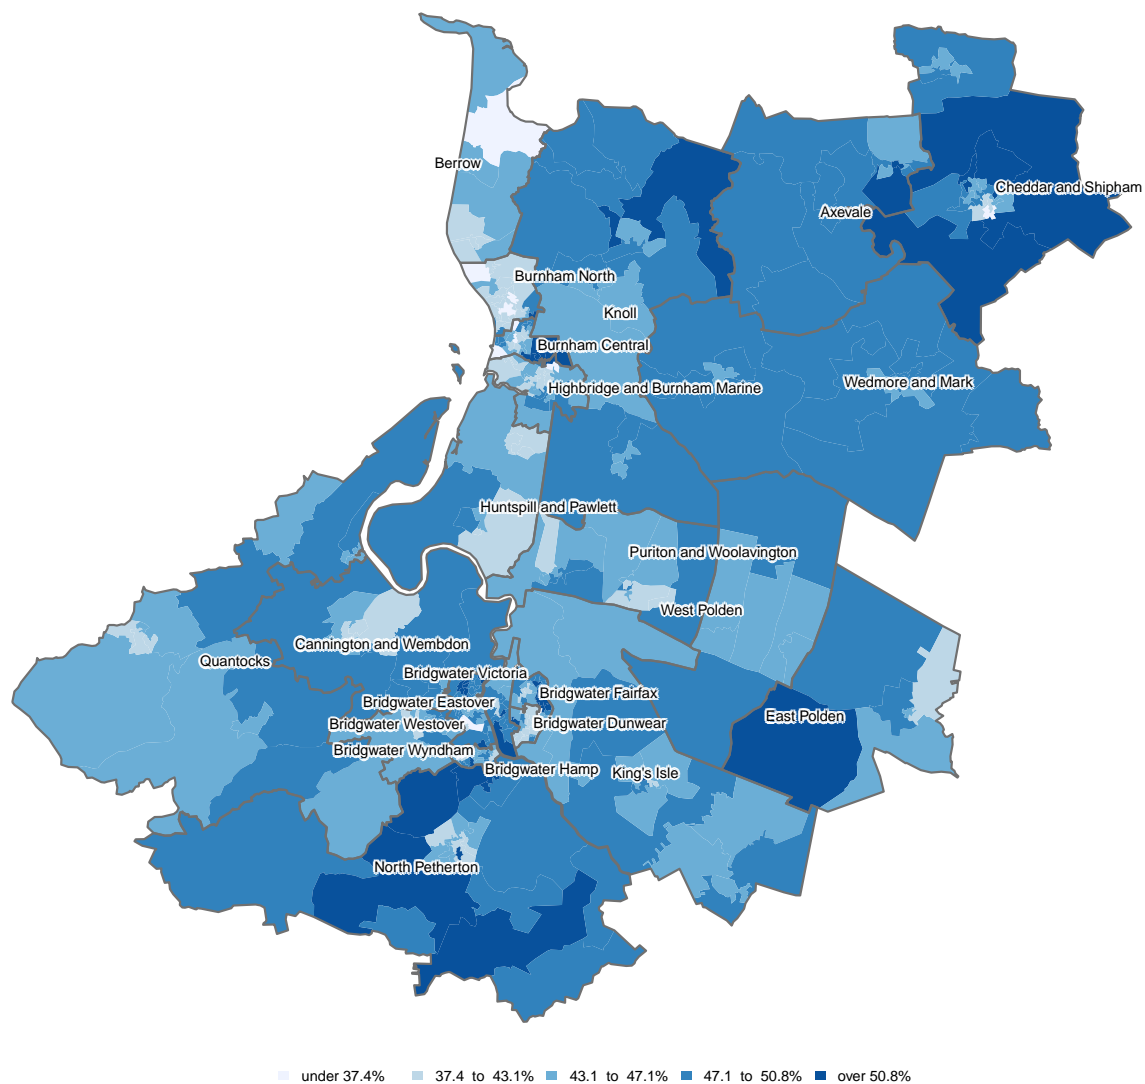 Berrow
Cheddar and Shipham
Axevale
Burnham North
Knoll
Burnham Central
Highbridge and Burnham Marine
Wedmore and Mark
Huntspill and Pawlett
Puriton and Woolavington
West Polden
Cannington and Wembdon
Quantocks
Bridgwater Victoria
Bridgwater Fairfax
Bridgwater Eastover
East Polden
Bridgwater Westover
Bridgwater Dunwear
Bridgwater Wyndham
Bridgwater Hamp
King's Isle
North Petherton
under 37.4% 37.4 to 43.1% 43.1 to 47.1% 47.1 to 50.8% over 50.8%